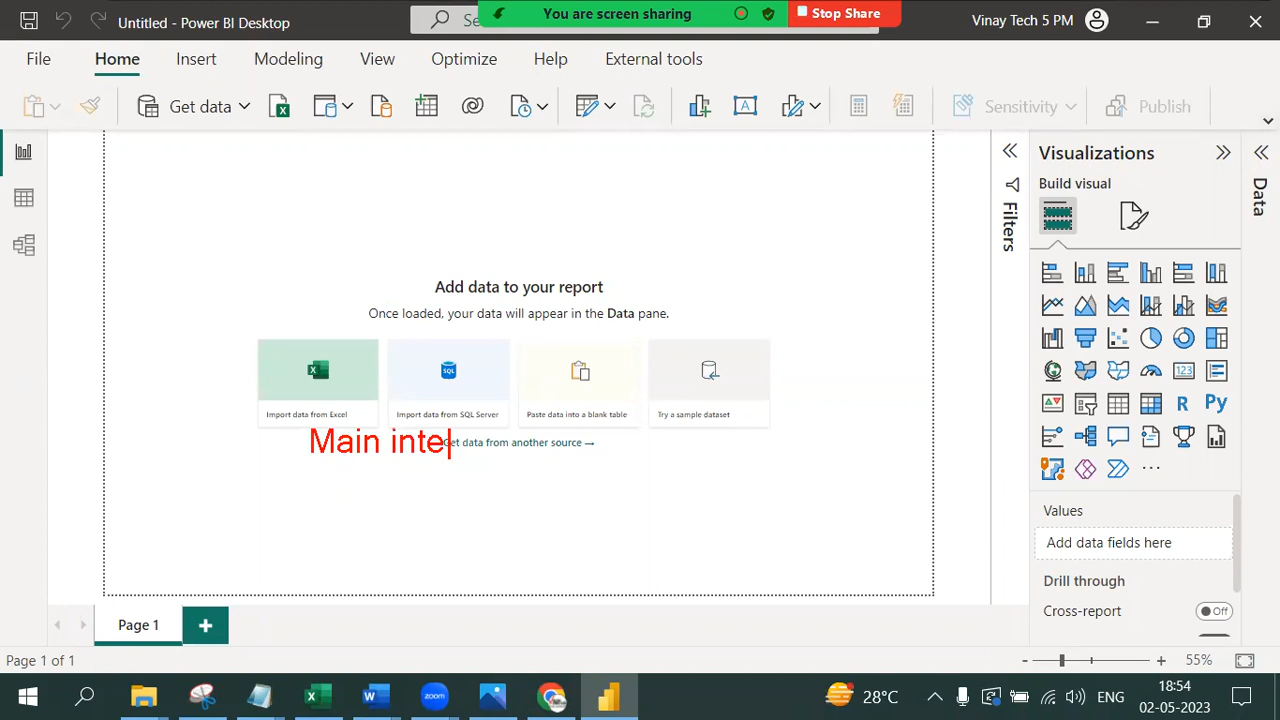 Untitled - Power BI Desktop
Se
You are screen sharing
Stop Share
Vinay Tech 5 PM
File Home Insert Modeling View Optimize Help External tools
Get data
Sensitivity
Publish
Filters
Visualizations
Data
Build visual
Add data to your report
Once loaded, your data will appear in the Data pane.
SQL
Import data from Excel
Import data from SQL Server
Paste data into a blank table
Try a sample dataset
Main inte
Get data from another source →
123
R
Py
...
Values
Add data fields here
Drill through
Cross-report
Off
Page 1
Page 1 of 1
- + 55%
zoom
28°C
ENG
18:54
02-05-2023